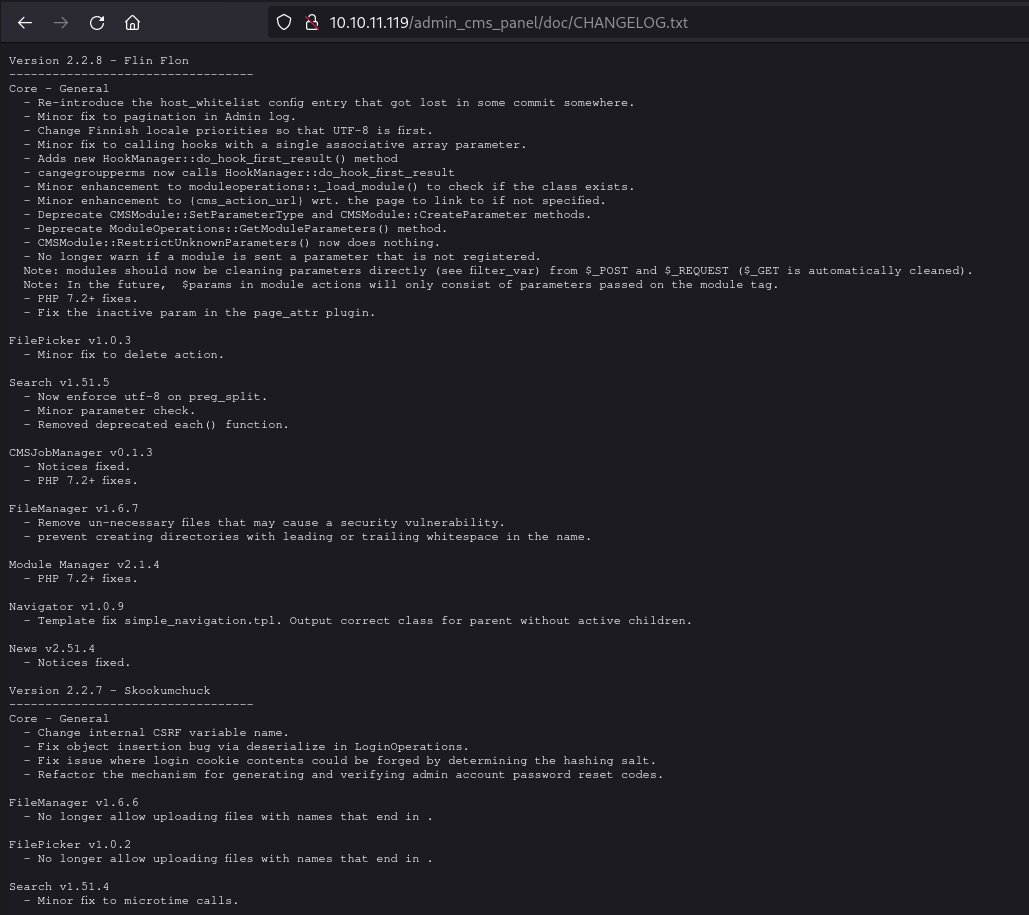 10.10.11.119/admin_cms_panel/doc/CHANGELOG.txt
Version 2.2.8 - Flin Flon
----------------------------------
Core - General
- Re-introduce the host_whitelist config entry that got lost in some commit somewhere.
- Minor fix to pagination in Admin log.
- Change Finnish locale priorities so that UTF-8 is first.
- Minor fix to calling hooks with a single associative array parameter.
- Adds new HookManager::do_hook_first_result() method
- cangegroupperms now calls HookManager::do_hook_first_result
- Minor enhancement to moduleoperations::_load_module() to check if the class exists.
- Minor enhancement to {cms_action_url} wrt. the page to link to if not specified.
- Deprecate CMSModule::SetParameterType and CMSModule::CreateParameter methods.
- Deprecate ModuleOperations::GetModuleParameters() method.
- CMSModule::RestrictUnknownParameters() now does nothing.
- No longer warn if a module is sent a parameter that is not registered.
Note: modules should now be cleaning parameters directly (see filter_var) from $_POST and $_REQUEST ($_GET is automatically cleaned).
Note: In the future,  $params in module actions will only consist of parameters passed on the module tag.
- PHP 7.2+ fixes.
- Fix the inactive param in the page_attr plugin.
FilePicker v1.0.3
- Minor fix to delete action.
Search v1.51.5
- Now enforce utf-8 on preg_split.
- Minor parameter check.
- Removed deprecated each() function.
CMSJobManager v0.1.3
- Notices fixed.
- PHP 7.2+ fixes.
FileManager v1.6.7
- Remove un-necessary files that may cause a security vulnerability.
- prevent creating directories with leading or trailing whitespace in the name.
Module Manager v2.1.4
- PHP 7.2+ fixes.
Navigator v1.0.9
- Template fix simple_navigation.tpl. Output correct class for parent without active children.
News v2.51.4
- Notices fixed.
Version 2.2.7 - Skookumchuck
----------------------------------
Core - General
- Change internal CSRF variable name.
- Fix object insertion bug via deserialize in LoginOperations.
- Fix issue where login cookie contents could be forged by determining the hashing salt.
- Refactor the mechanism for generating and verifying admin account password reset codes.
FileManager v1.6.6
- No longer allow uploading files with names that end in .
FilePicker v1.0.2
- No longer allow uploading files with names that end in .
Search v1.51.4
- Minor fix to microtime calls.